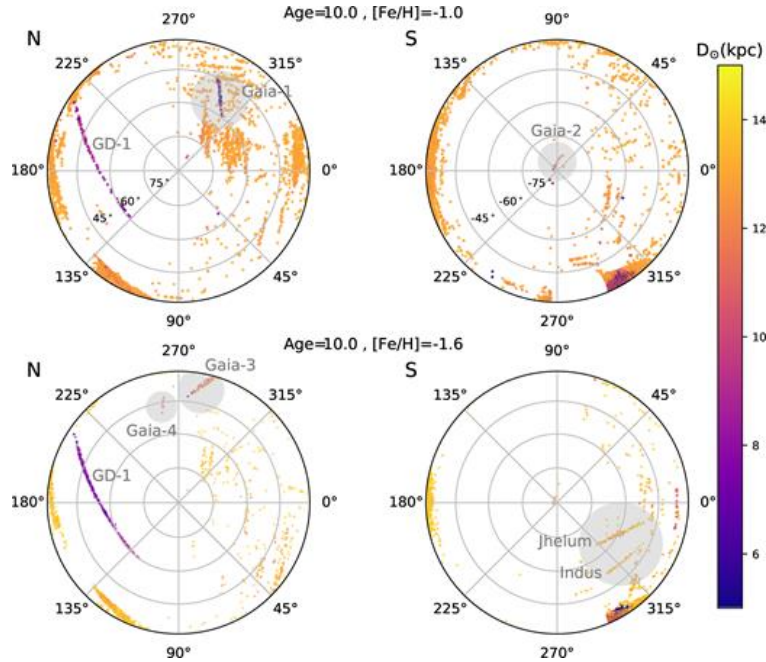 270°
Age=10.0 , [Fe/H]=-1.0
90°
N
S
D⊙(kpc)
225°
315°
135°
45°
Gaia-1
Gaia-2
GD-1
180°
0°
180°
0°
75°
-75°
60°
-60°
45°
-45°
135°
45°
225°
315°
90°
270°
14
12
10
8
6
270°
Age=10.0 , [Fe/H]=-1.6
90°
N
S
Gaia-3
225°
315°
135°
45°
Gaia-4
GD-1
180°
0°
180°
0°
Jhelum
Indus
135°
45°
225°
315°
90°
270°